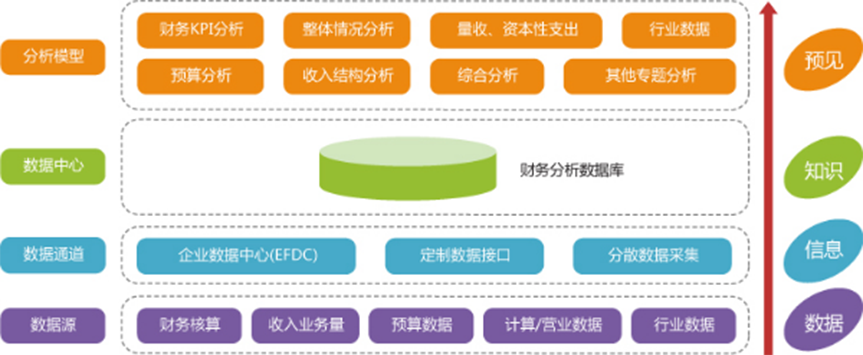 分析模型
财务KPI分析
整体情况分析
量收、资本性支出
行业数据
预算分析
收入结构分析
综合分析
其他专题分析
预见
数据中心
财务分析数据库
知识
数据通道
企业数据中心(EFDC)
定制数据接口
分散数据采集
信息
数据源
财务核算
收入业务量
预算数据
计算/营业数据
行业数据
数据